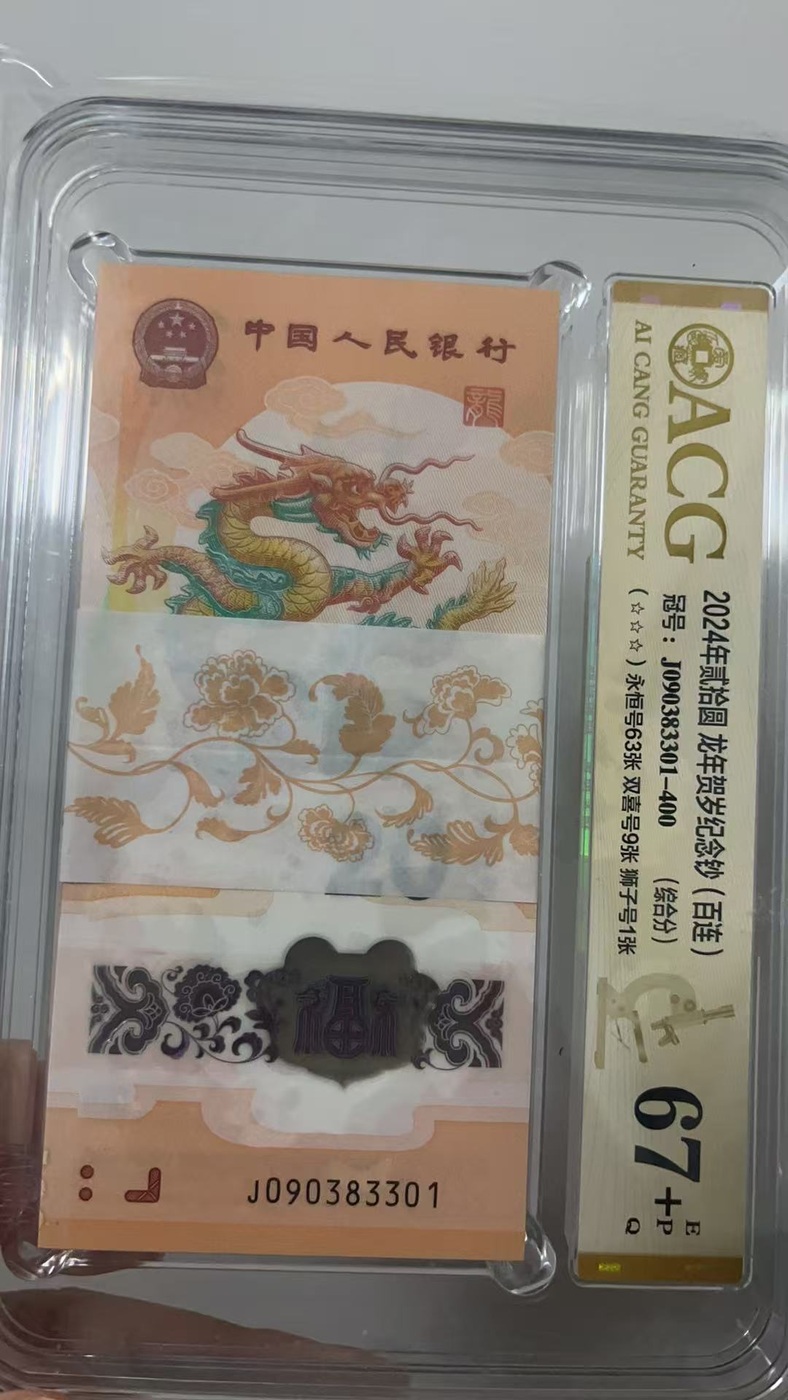 中国人民银行
龍
福
J090383301
ACG
AI CANG GUARANTY
2024年贰拾圆 龙年贺岁纪念钞（百连）
冠号：J090383301-400 （综合分）
（☆☆☆）永恒号63张 双喜号9张 狮子号1张
67+
E
P
Q